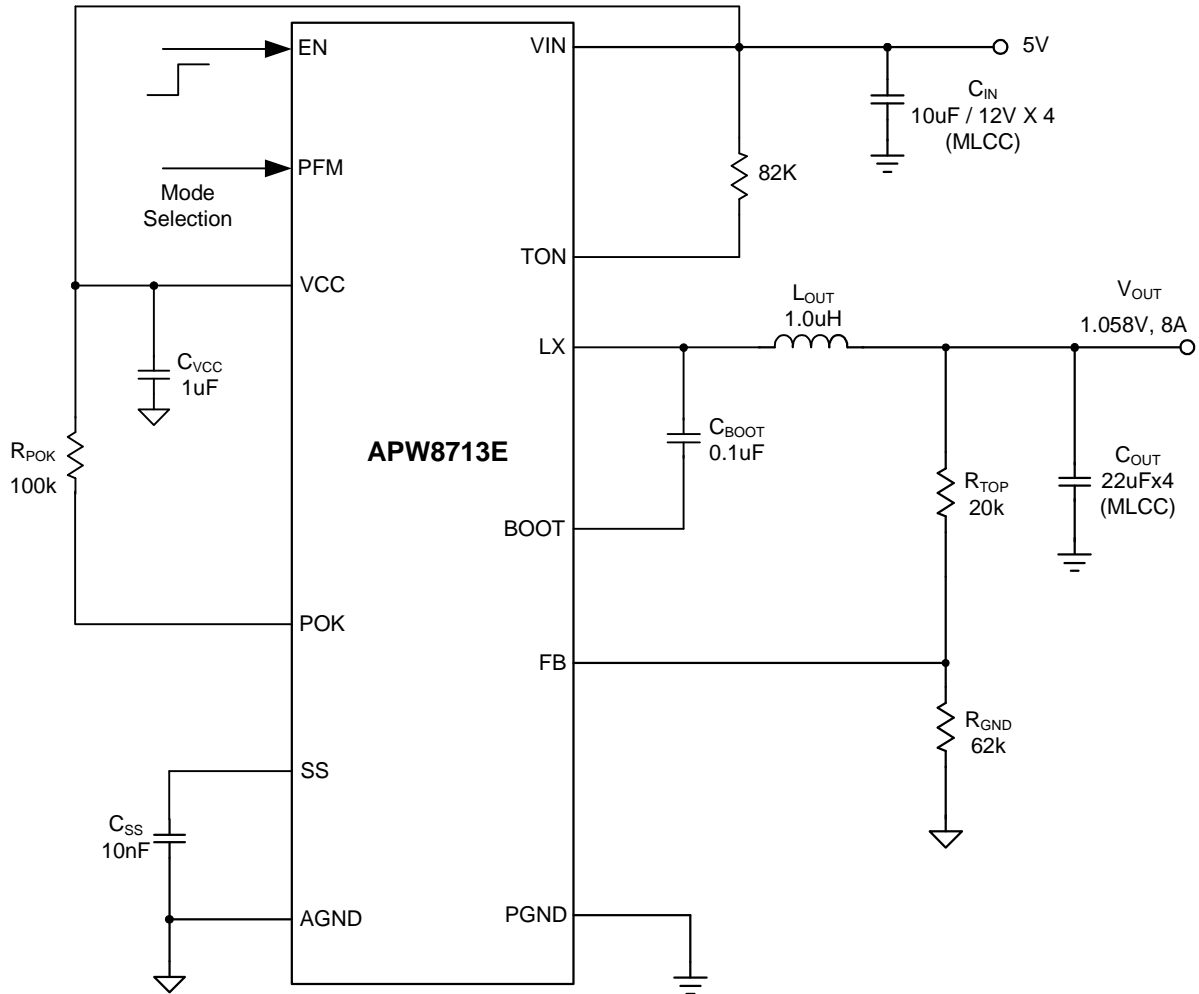 EN
VIN
5V
C_IN
10uF / 12V X 4
(MLCC)
PFM
Mode
Selection
82K
TON
VCC
L_OUT
1.0uH
V_OUT
1.058V, 8A
LX
C_VCC
1uF
C_BOOT
0.1uF
APW8713E
R_POK
100k
R_TOP
20k
C_OUT
22uFx4
(MLCC)
BOOT
POK
FB
R_GND
62k
SS
C_SS
10nF
AGND
PGND